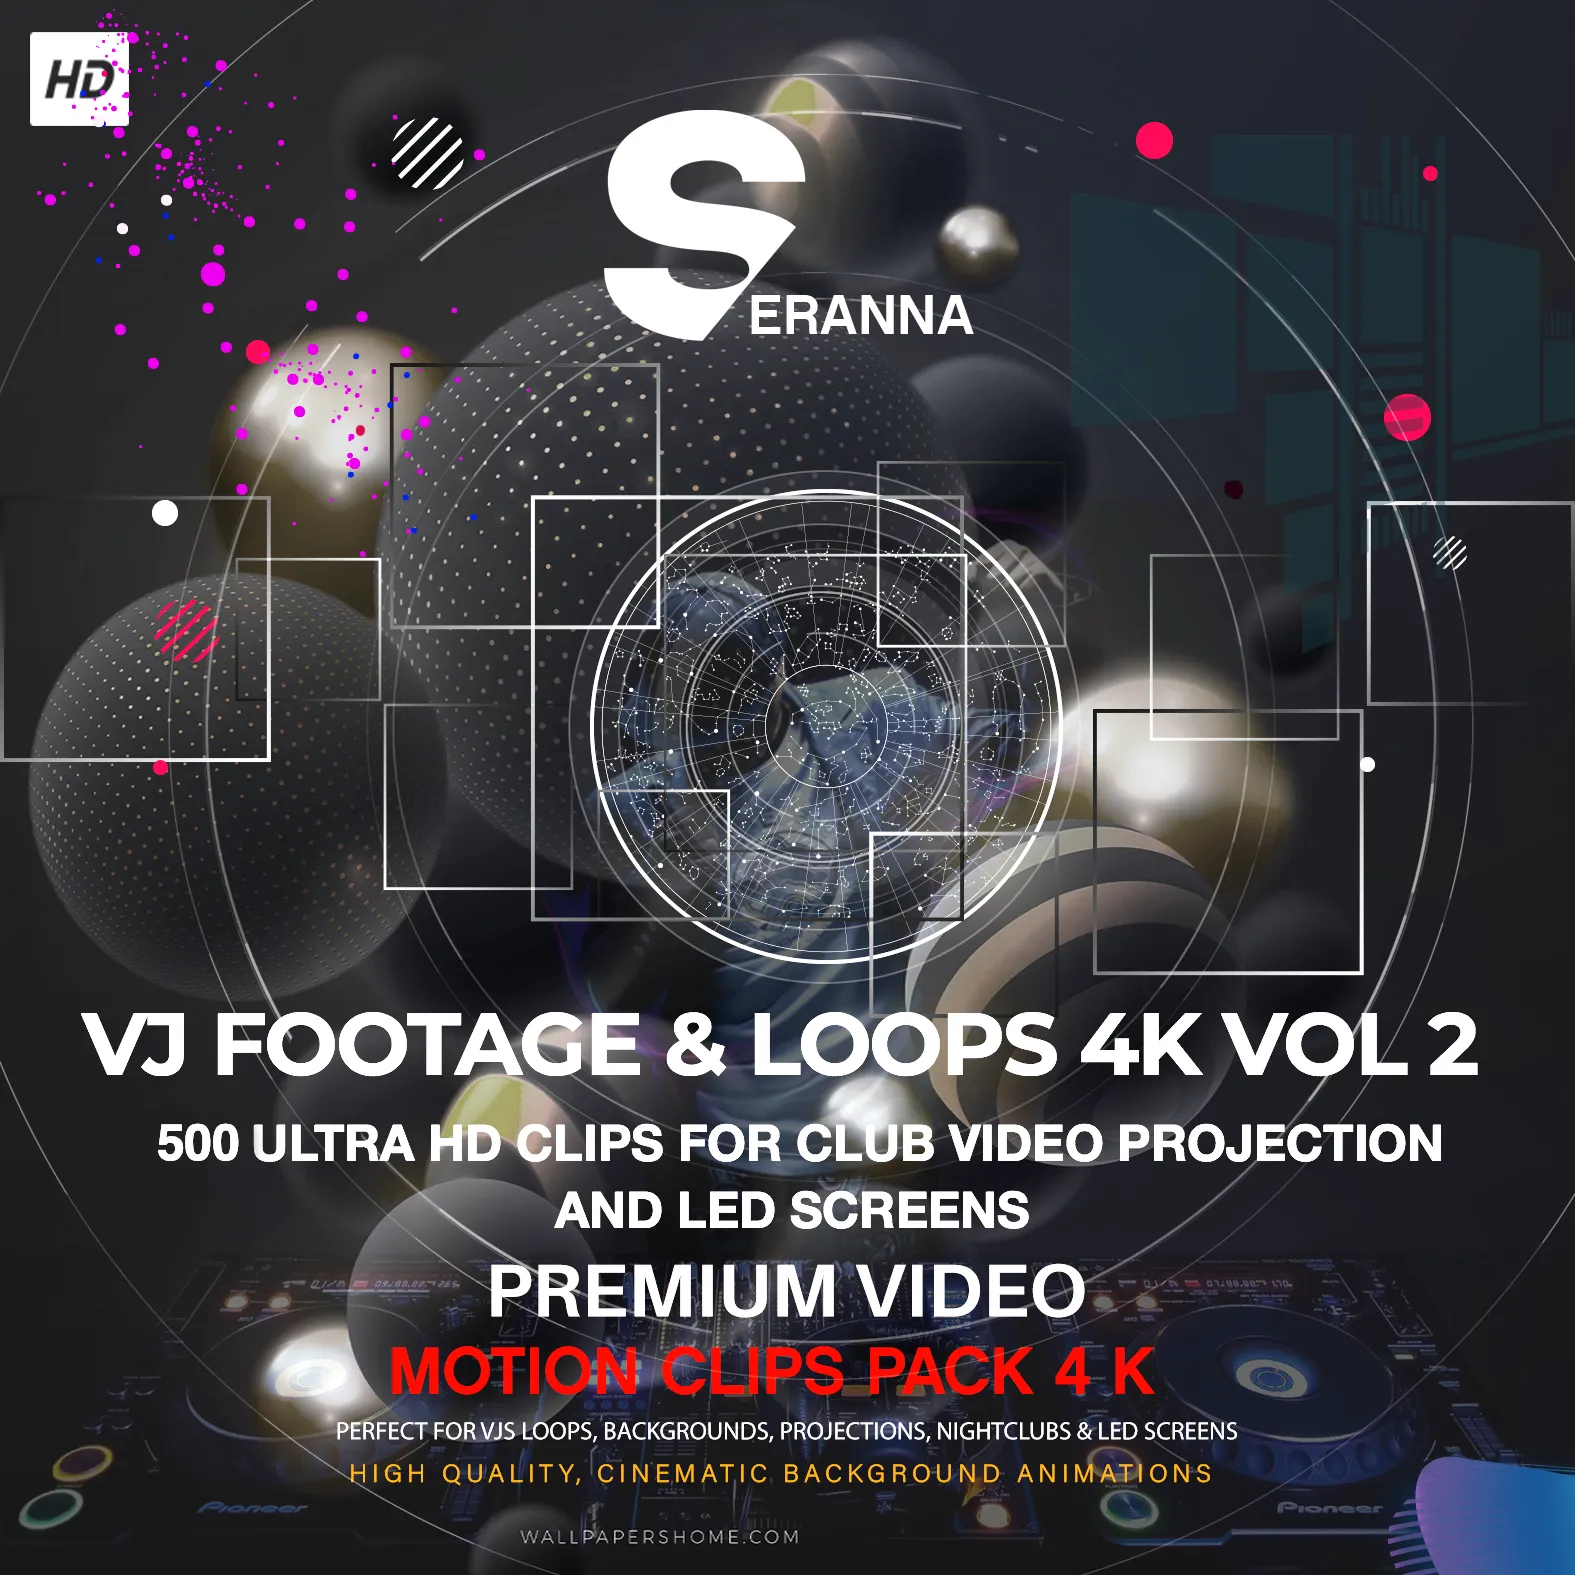 HD
SERANNA
VJ FOOTAGE & LOOPS 4K VOL 2
500 ULTRA HD CLIPS FOR CLUB VIDEO PROJECTION
AND LED SCREENS
PREMIUM VIDEO
MOTION CLIPS PACK 4 K
PERFECT FOR VJS LOOPS, BACKGROUNDS, PROJECTIONS, NIGHTCLUBS & LED SCREENS
HIGH QUALITY, CINEMATIC BACKGROUND ANIMATIONS
Pioneer
Pioneer
WALLPAPERSHOME.COM